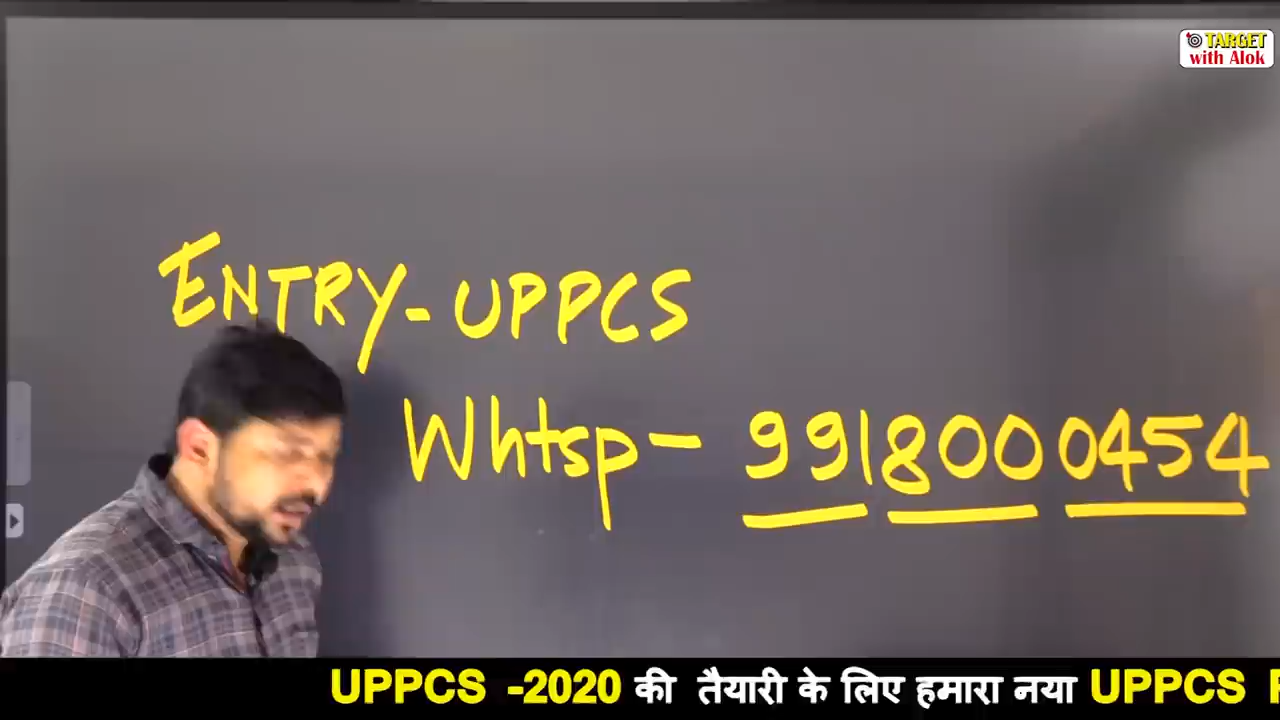 TARGET
with Alok
ENTRY-UPPCS
Whtsp- 9918000454
UPPCS -2020 की तैयारी के लिए हमारा नया UPPCS